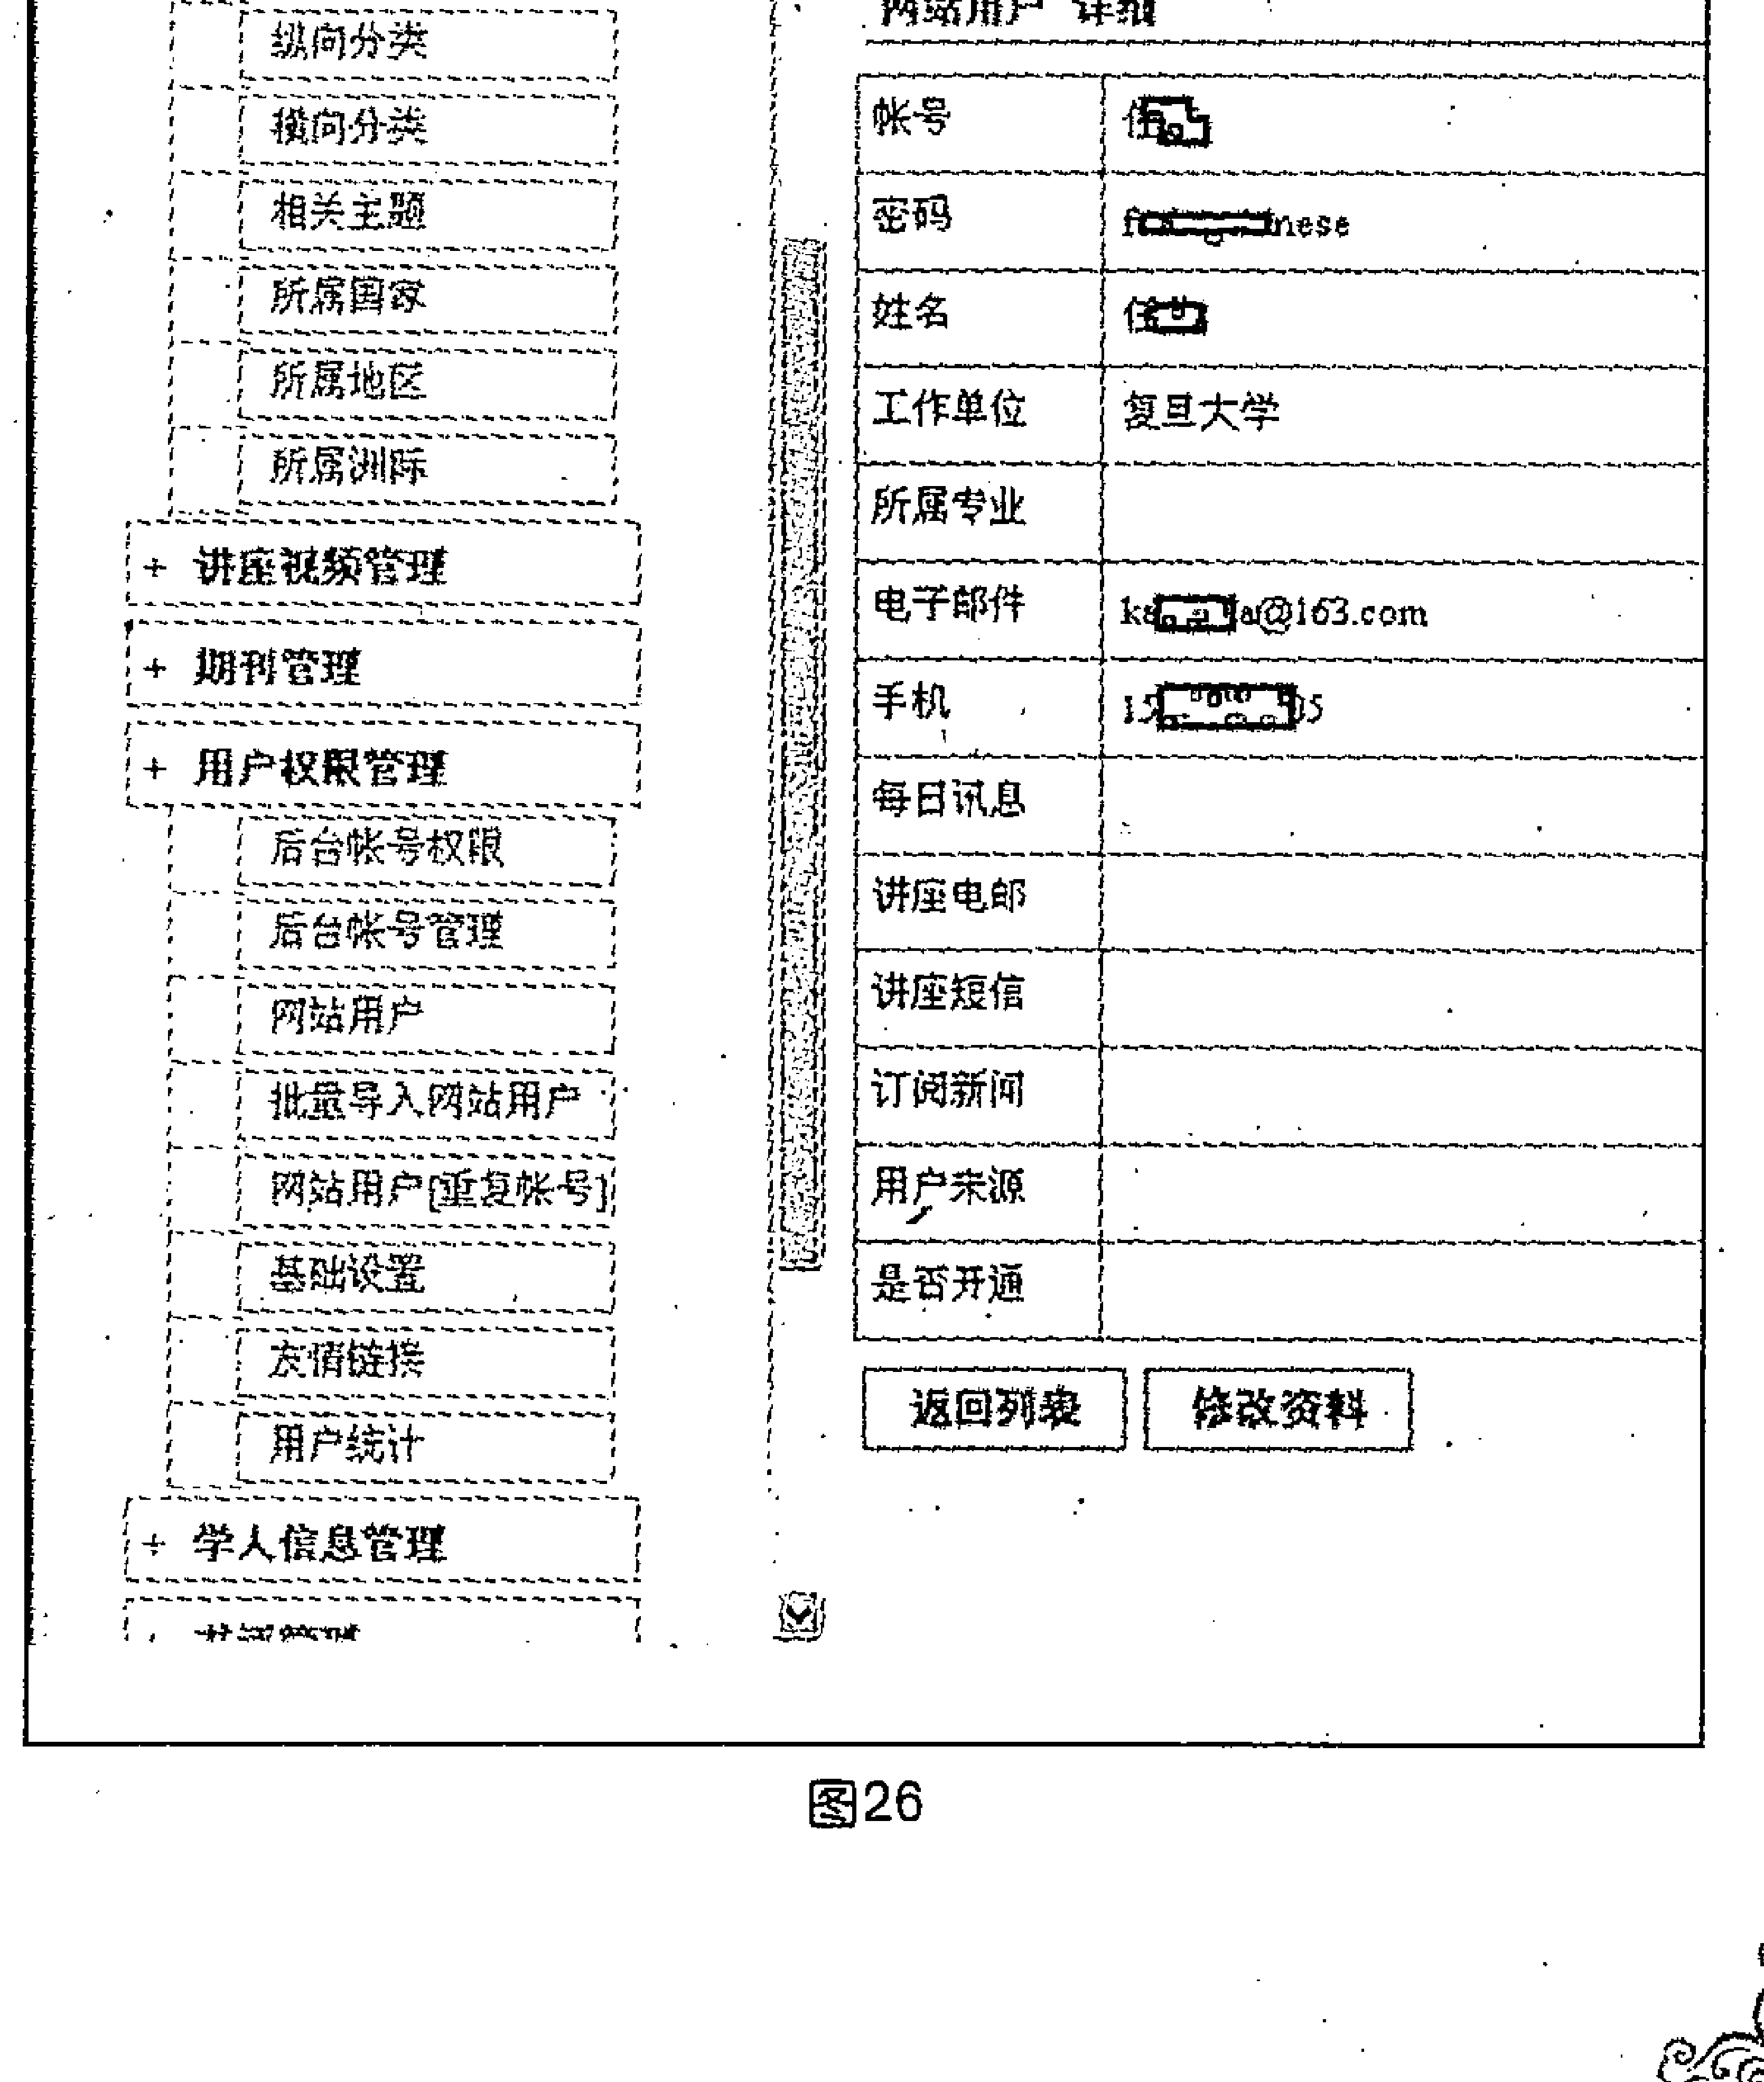 纵向分类
横向分类
相关主题
所属国家
所属地区
所属洲际
+ 讲座视频管理
+ 期刊管理
+ 用户权限管理
后台帐号权限
后台帐号管理
网站用户
批量导入网站用户
网站用户[重复帐号]
基础设置
友情链接
用户统计
+ 学人信息管理
网站用户 详细
帐号 任
密码 f nese
姓名 任
工作单位 复旦大学
所属专业
电子邮件 ka a@163.com
手机 15 05
每日讯息
讲座电邮
讲座短信
订阅新闻
用户来源
是否开通
返回列表 修改资料
图26